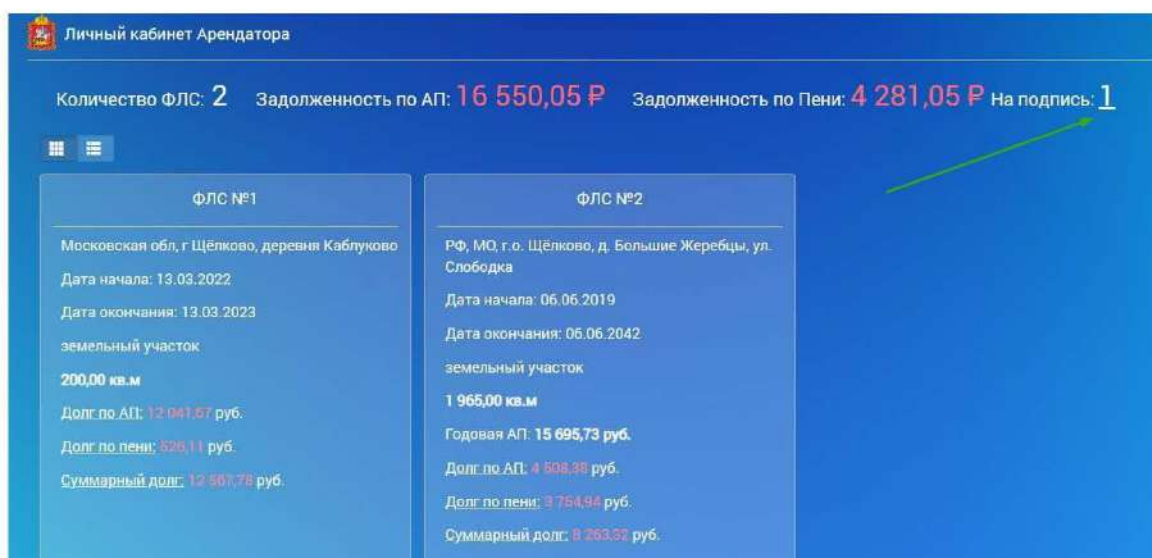 Личный кабинет Арендатора
Количество ФЛС: 2 Задолженность по АП: 16 550,05 ₽ Задолженность по Пени: 4 281,05 ₽ На подпись: 1
ФЛС №1
Московская обл, г Щёлково, деревня Каблуково
Дата начала: 13.03.2022
Дата окончания: 13.03.2023
земельный участок
200,00 кв.м
Долг по АП: 12 041,67 руб.
Долг по пени: 526,11 руб.
Суммарный долг: 12 567,78 руб.
ФЛС №2
РФ, МО, г.о. Щёлково, д. Большие Жеребцы, ул.
Слободка
Дата начала: 06.06.2019
Дата окончания: 06.06.2042
земельный участок
1 965,00 кв.м
Годовая АП: 15 695,73 руб.
Долг по АП: 4 508,38 руб.
Долг по пени: 3 754,94 руб.
Суммарный долг: 8 263,32 руб.